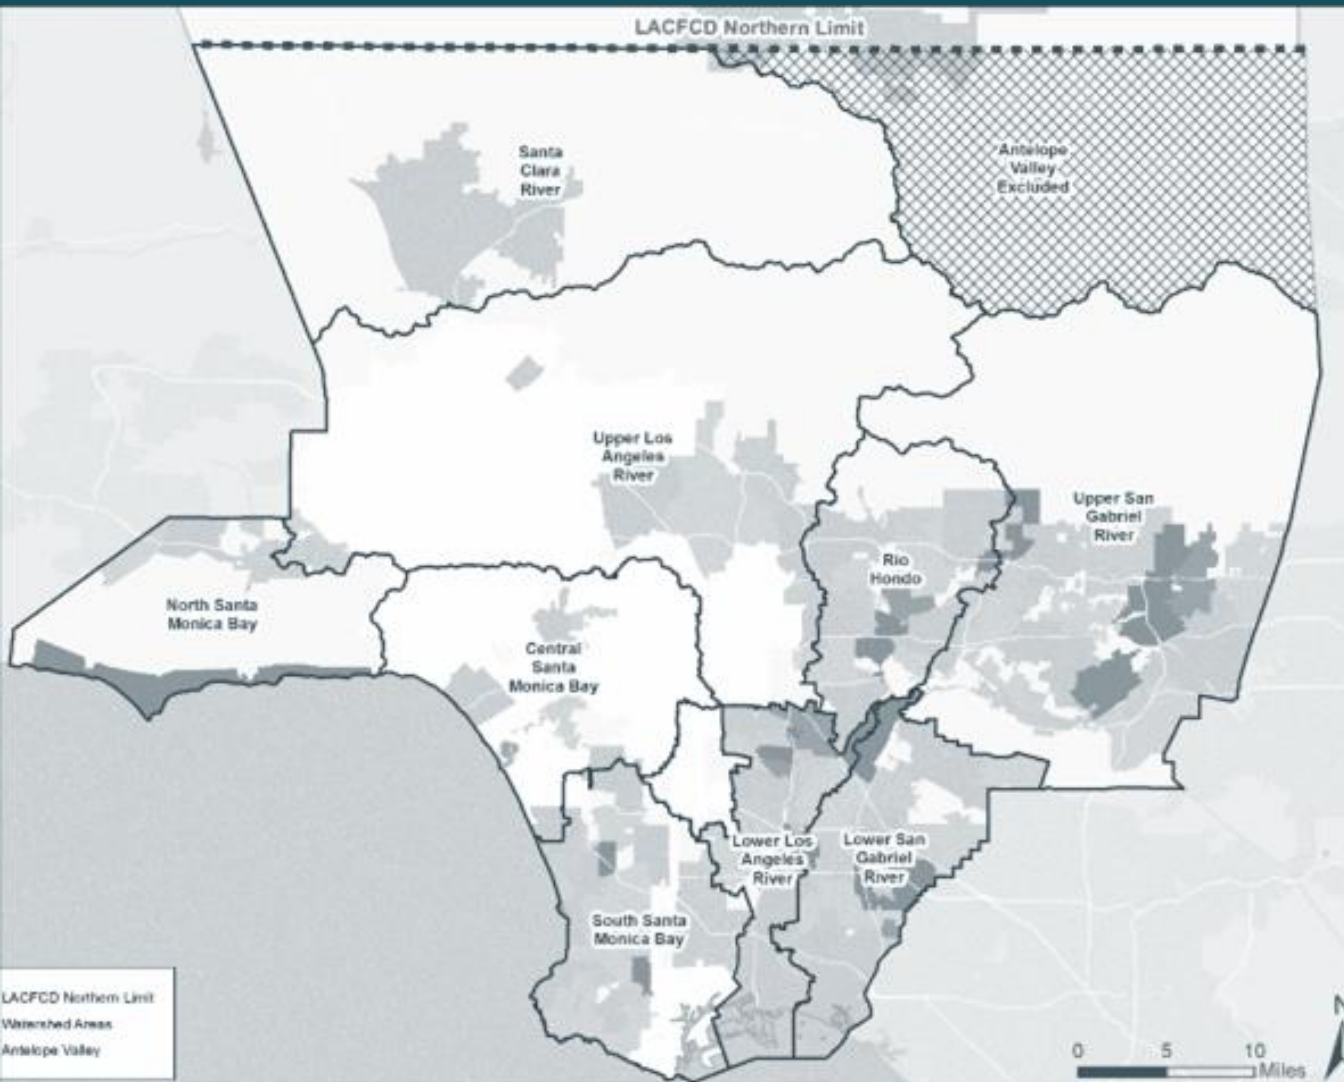 LACFCD Northern Limit
Santa
Clara
River
Antelope
Valley
Excluded
Upper Los
Angeles
River
Upper San
Gabriel
River
Rio
Hondo
North Santa
Monica Bay
Central
Santa
Monica Bay
Lower Los
Angeles
River
Lower San
Gabriel
River
South Santa
Monica Bay
LACFCD Northern Limit
Watershed Areas
Antelope Valley
N
0 5 10
Miles